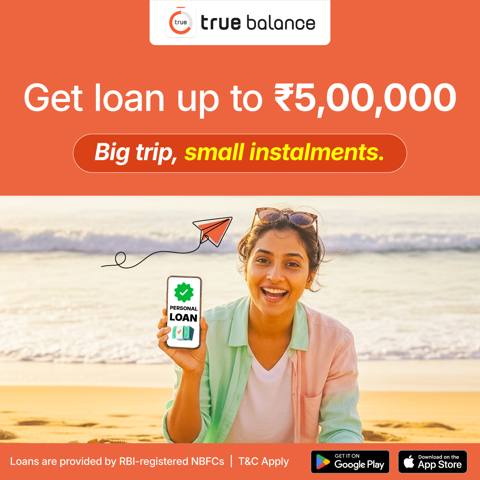 true
true balance
Get loan up to ₹5,00,000
Big trip, small instalments.
PERSONAL
LOAN
Loans are provided by RBI-registered NBFCs | T&C Apply
GET IT ON
Google Play
Download on the
App Store